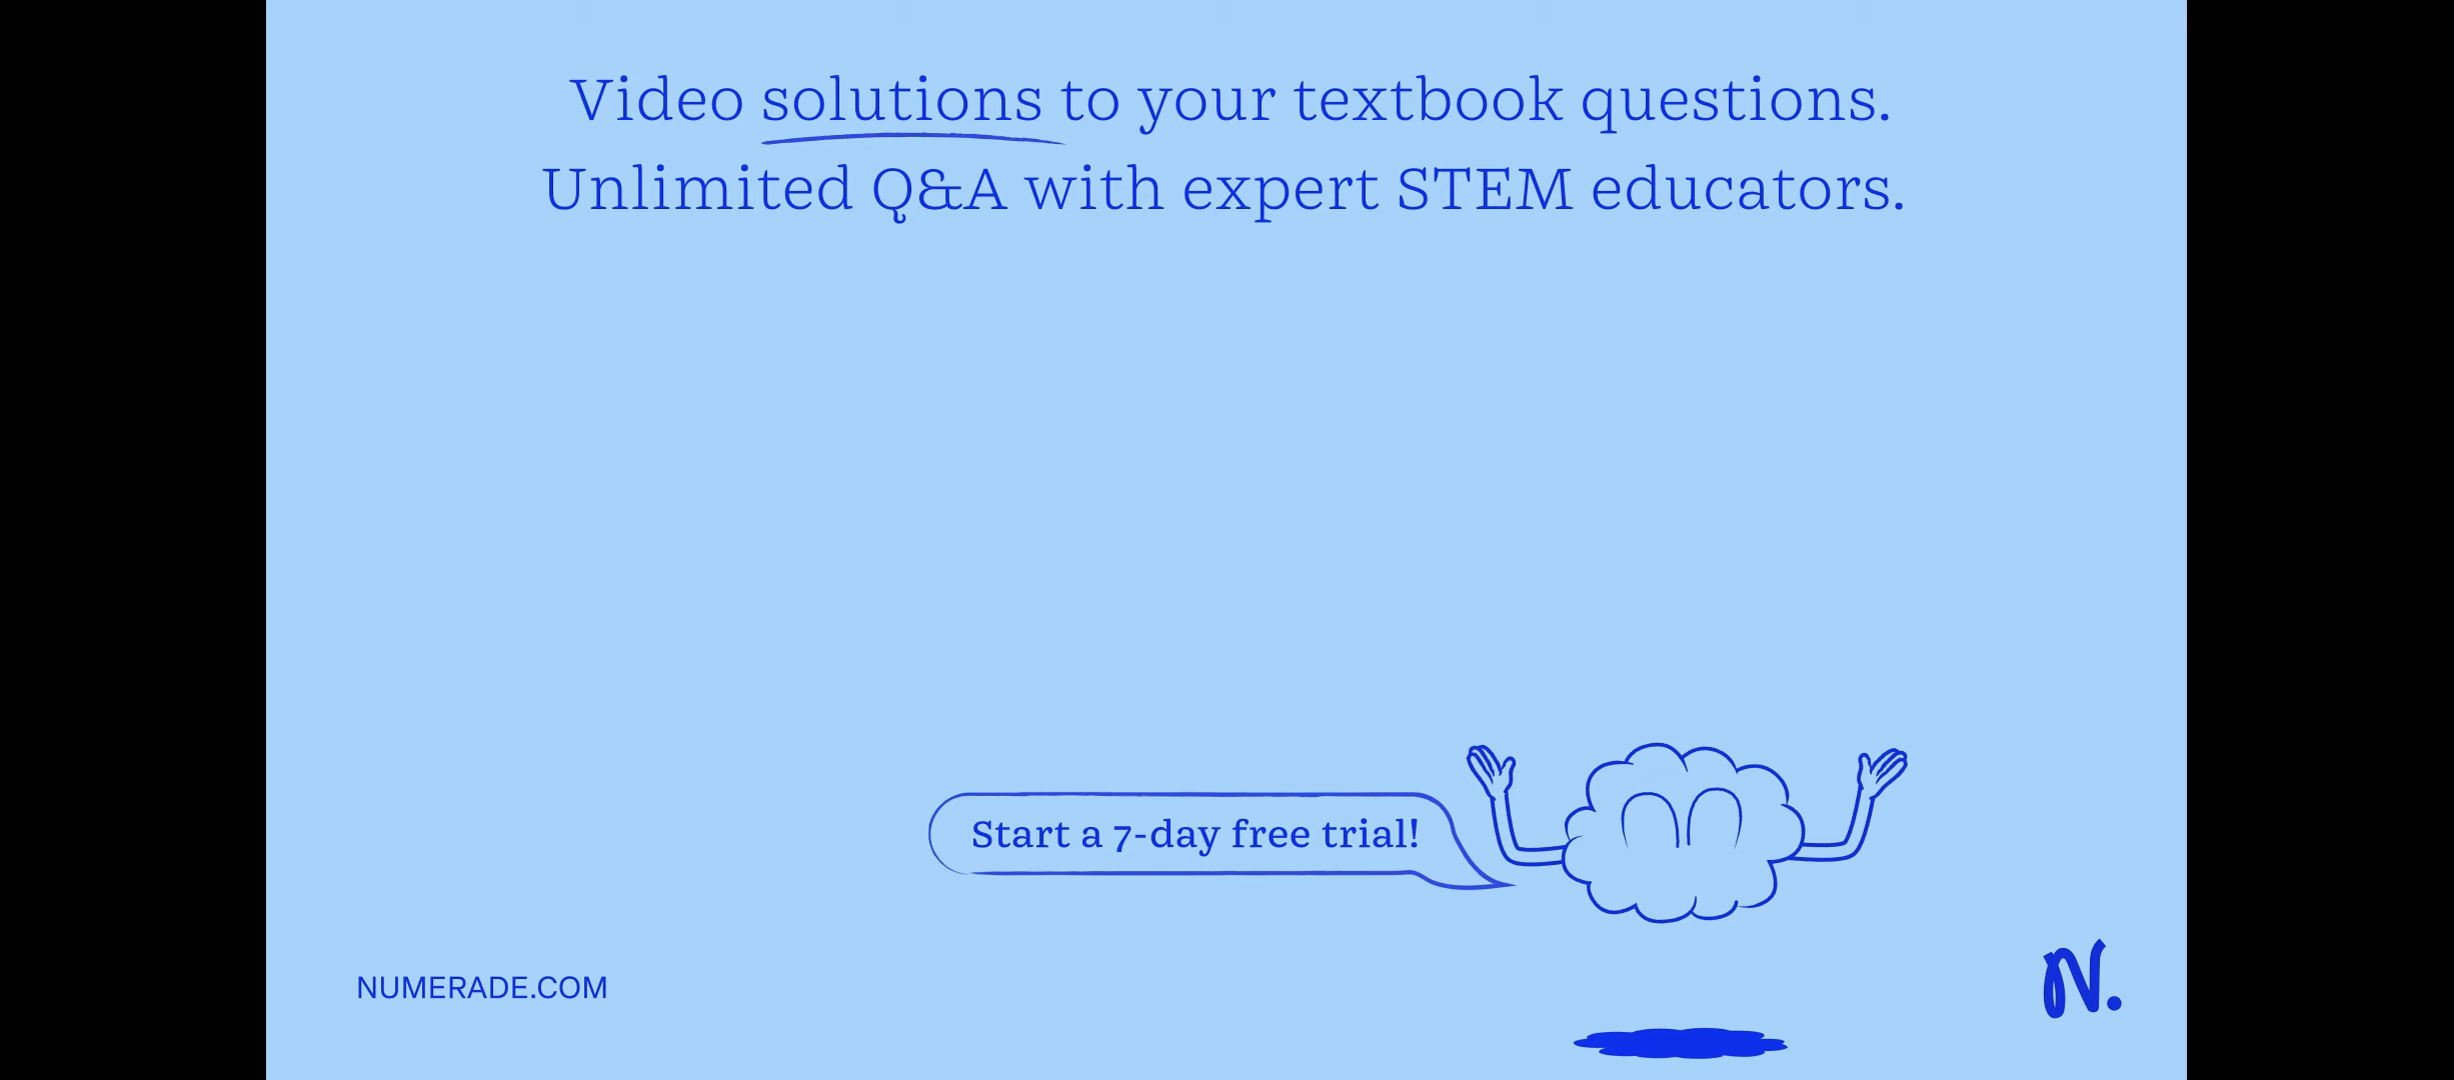 Video solutions to your textbook questions.
Unlimited Q&A with expert STEM educators.
Start a 7-day free trial!
NUMERADE.COM
N.